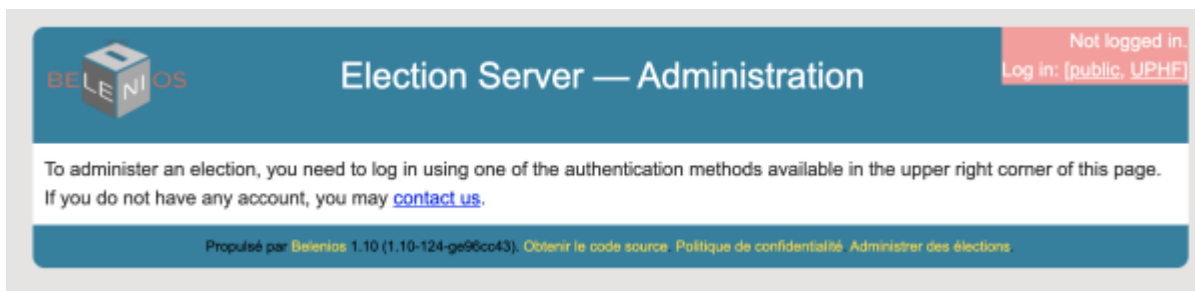 BELENIOS
Election Server — Administration
Not logged in.
Log in: [public, UPHF]
To administer an election, you need to log in using one of the authentication methods available in the upper right corner of this page.
If you do not have any account, you may contact us.
Propulsé par Belenios 1.10 (1.10-124-ge96cc43). Obtenir le code source. Politique de confidentialité. Administrer des élections.